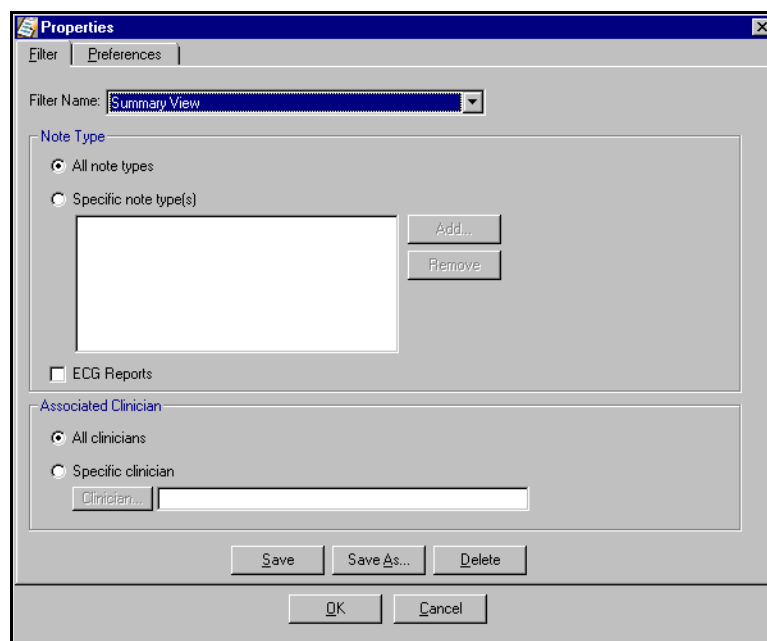 Properties
Filter Preferences
Filter Name: Summary View
Note Type
All note types
Specific note type(s)
Add...
Remove
ECG Reports
Associated Clinician
All clinicians
Specific clinician
Clinician...
Save Save As... Delete
OK Cancel